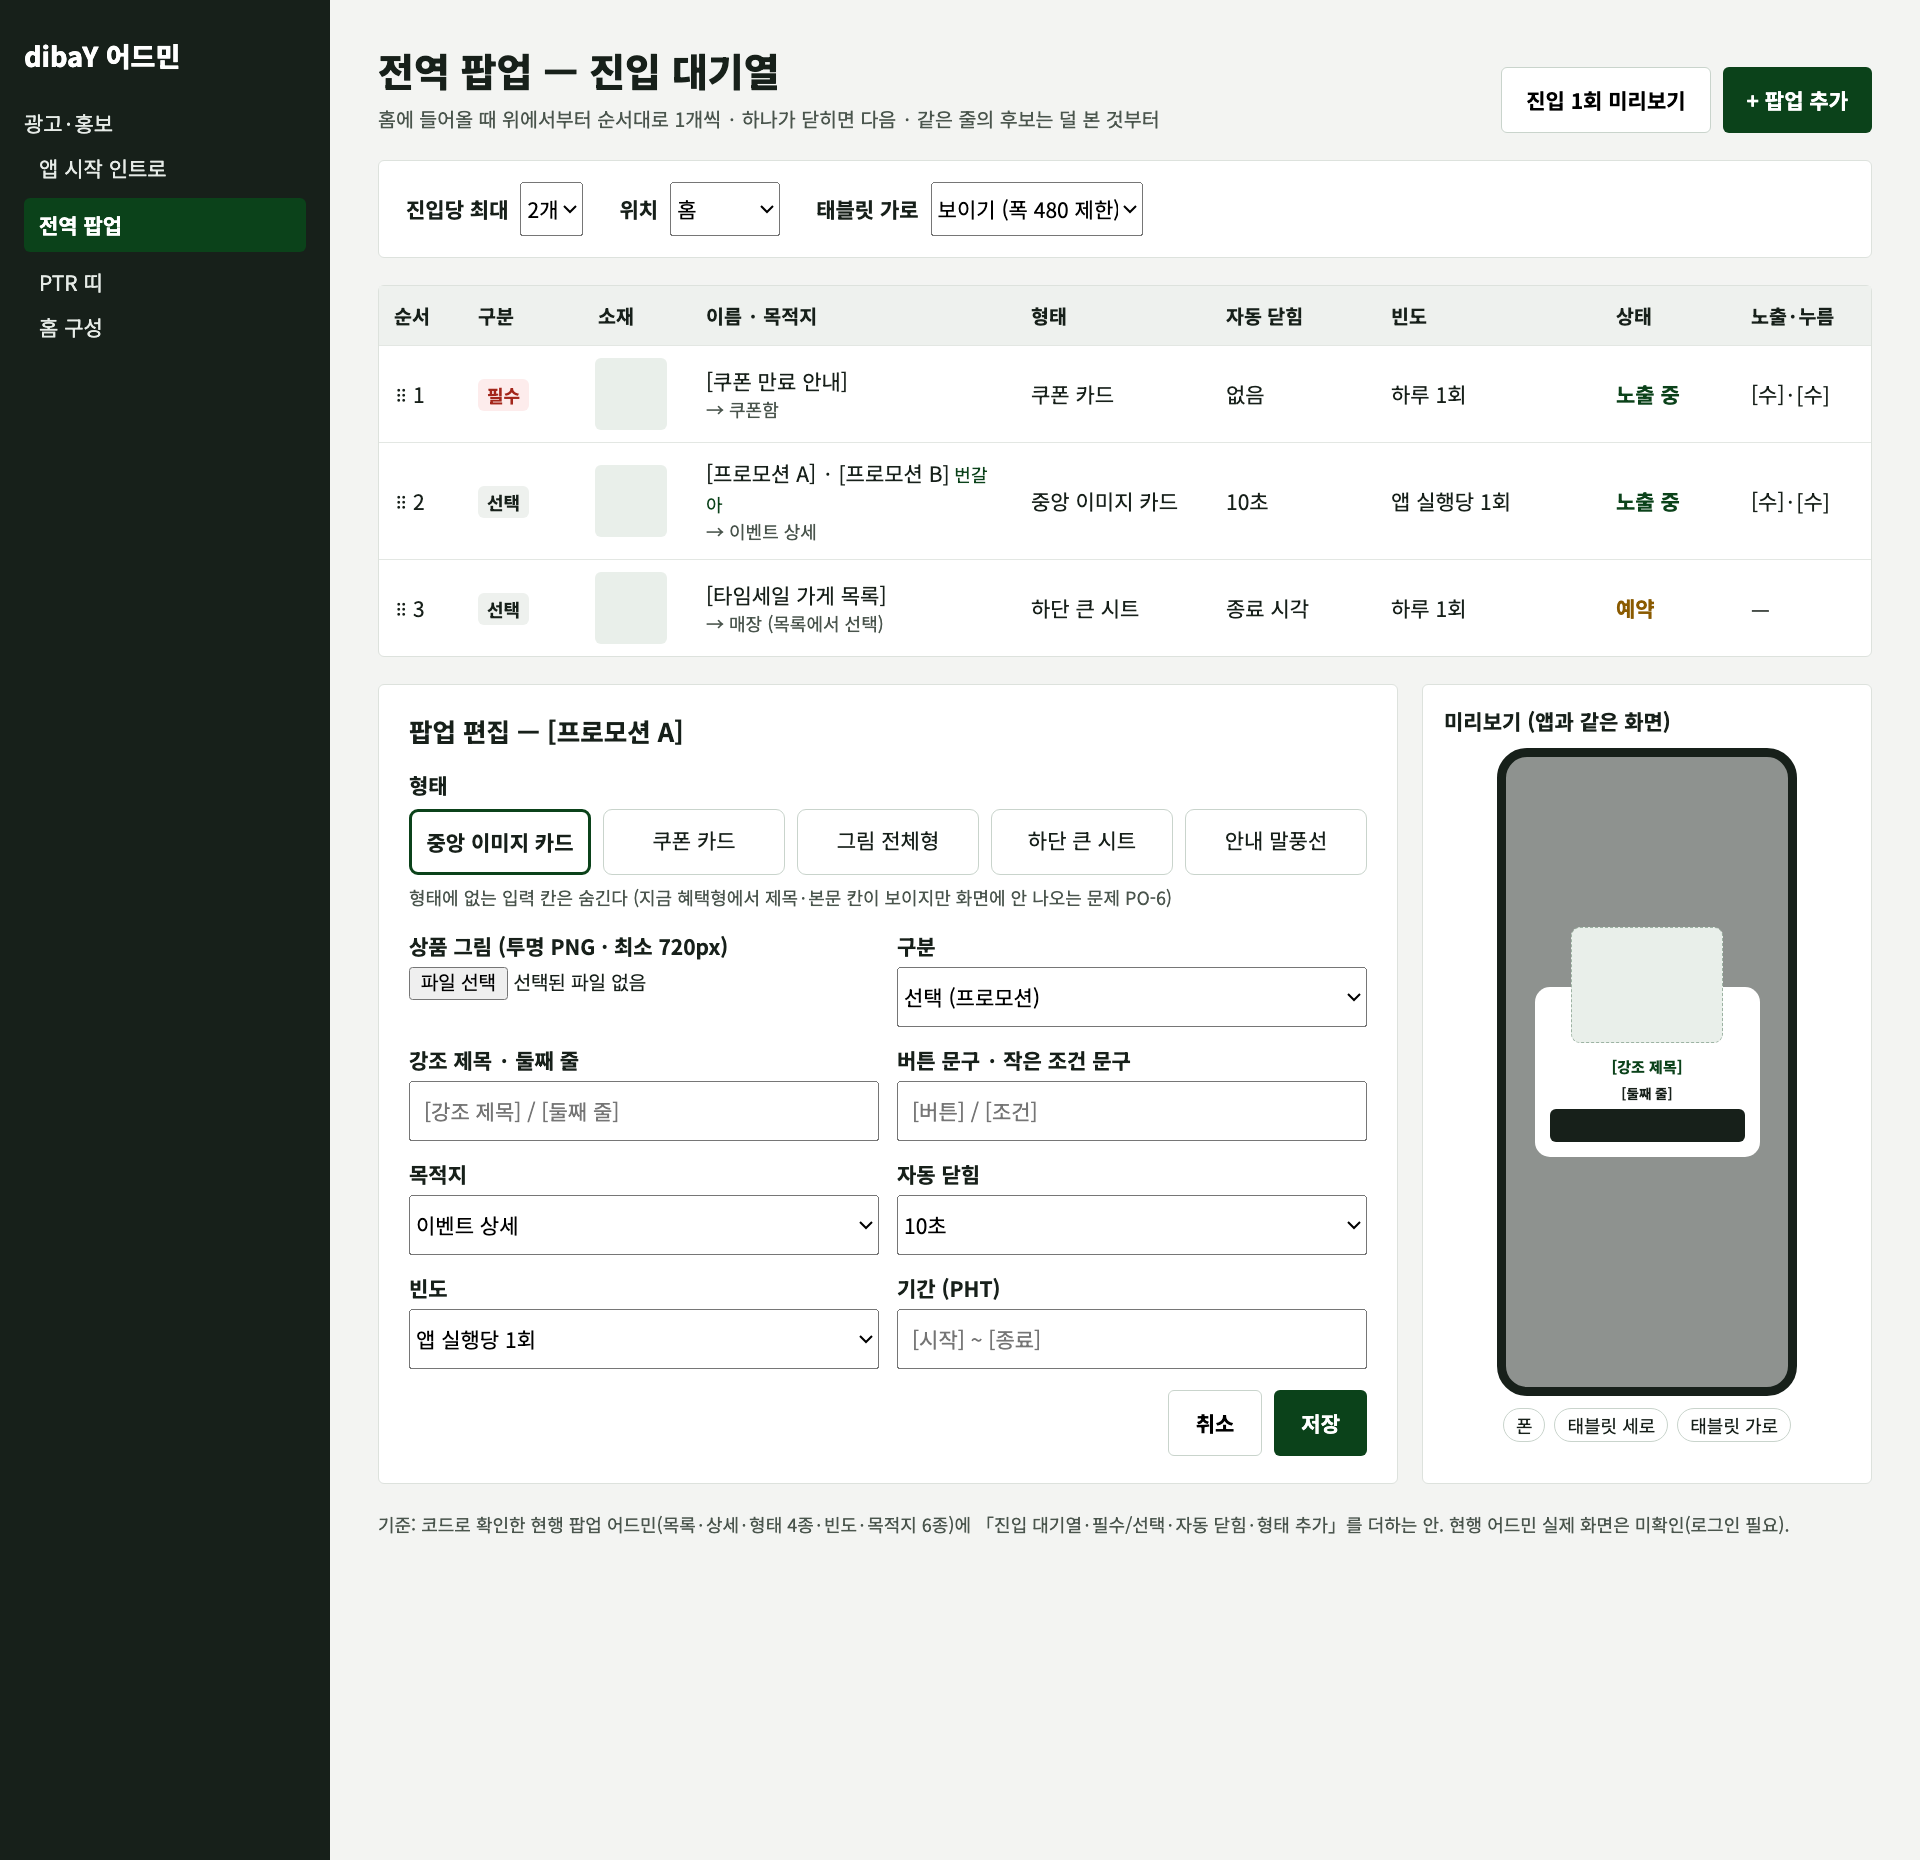 dibaY 어드민
광고·홍보
앱 시작 인트로
전역 팝업
PTR 띠
홈 구성
전역 팝업 — 진입 대기열
홈에 들어올 때 위에서부터 순서대로 1개씩 · 하나가 닫히면 다음 · 같은 줄의 후보는 덜 본 것부터
진입 1회 미리보기
+ 팝업 추가
진입당 최대 2개 위치 홈 태블릿 가로 보이기 (폭 480 제한)
순서 구분 소재 이름 · 목적지 형태 자동 닫힘 빈도 상태 노출·누름
1 필수 [쿠폰 만료 안내] 쿠폰 카드 없음 하루 1회 노출 중 [수]·[수]
→ 쿠폰함
2 선택 [프로모션 A] · [프로모션 B] 번갈 중앙 이미지 카드 10초 앱 실행당 1회 노출 중 [수]·[수]
아
→ 이벤트 상세
3 선택 [타임세일 가게 목록] 하단 큰 시트 종료 시각 하루 1회 예약 —
→ 매장 (목록에서 선택)
팝업 편집 — [프로모션 A]
형태
중앙 이미지 카드 쿠폰 카드 그림 전체형 하단 큰 시트 안내 말풍선
형태에 없는 입력 칸은 숨긴다 (지금 혜택형에서 제목·본문 칸이 보이지만 화면에 안 나오는 문제 PO-6)
상품 그림 (투명 PNG · 최소 720px) 구분
파일 선택 선택된 파일 없음 선택 (프로모션)
강조 제목 · 둘째 줄 버튼 문구 · 작은 조건 문구
[강조 제목] / [둘째 줄] [버튼] / [조건]
목적지 자동 닫힘
이벤트 상세 10초
빈도 기간 (PHT)
앱 실행당 1회 [시작] ~ [종료]
취소 저장
미리보기 (앱과 같은 화면)
[강조 제목]
[둘째 줄]
폰 태블릿 세로 태블릿 가로
기준: 코드로 확인한 현행 팝업 어드민(목록·상세·형태 4종·빈도·목적지 6종)에 「진입 대기열·필수/선택·자동 닫힘·형태 추가」를 더하는 안. 현행 어드민 실제 화면은 미확인(로그인 필요).